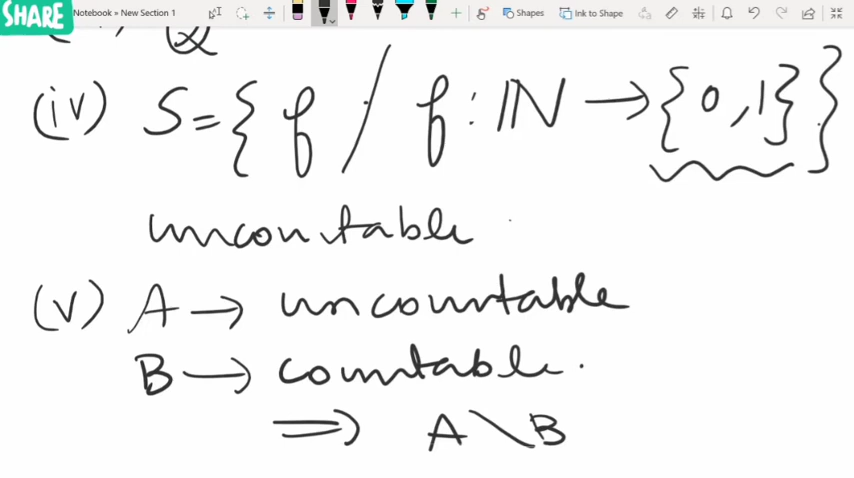 SHARE
Notebook » New Section 1
Shapes
Ink to Shape
Q
(iv) S = { f / f : ℕ → {0, 1} }
uncountable
(v) A → uncountable
B → countable.
⇒ A \ B